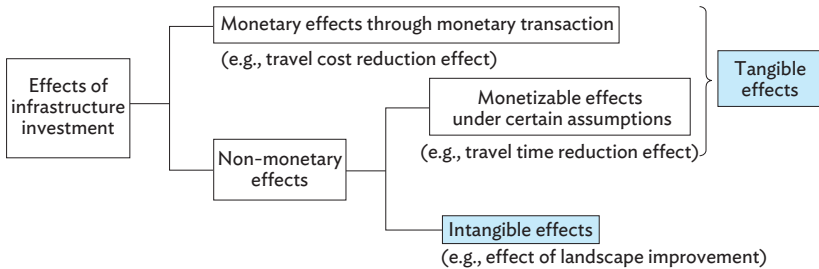 Monetary effects through monetary transaction
(e.g., travel cost reduction effect)
Effects of
infrastructure
investment
Tangible
effects
Monetizable effects
under certain assumptions
(e.g., travel time reduction effect)
Non-monetary
effects
Intangible effects
(e.g., effect of landscape improvement)